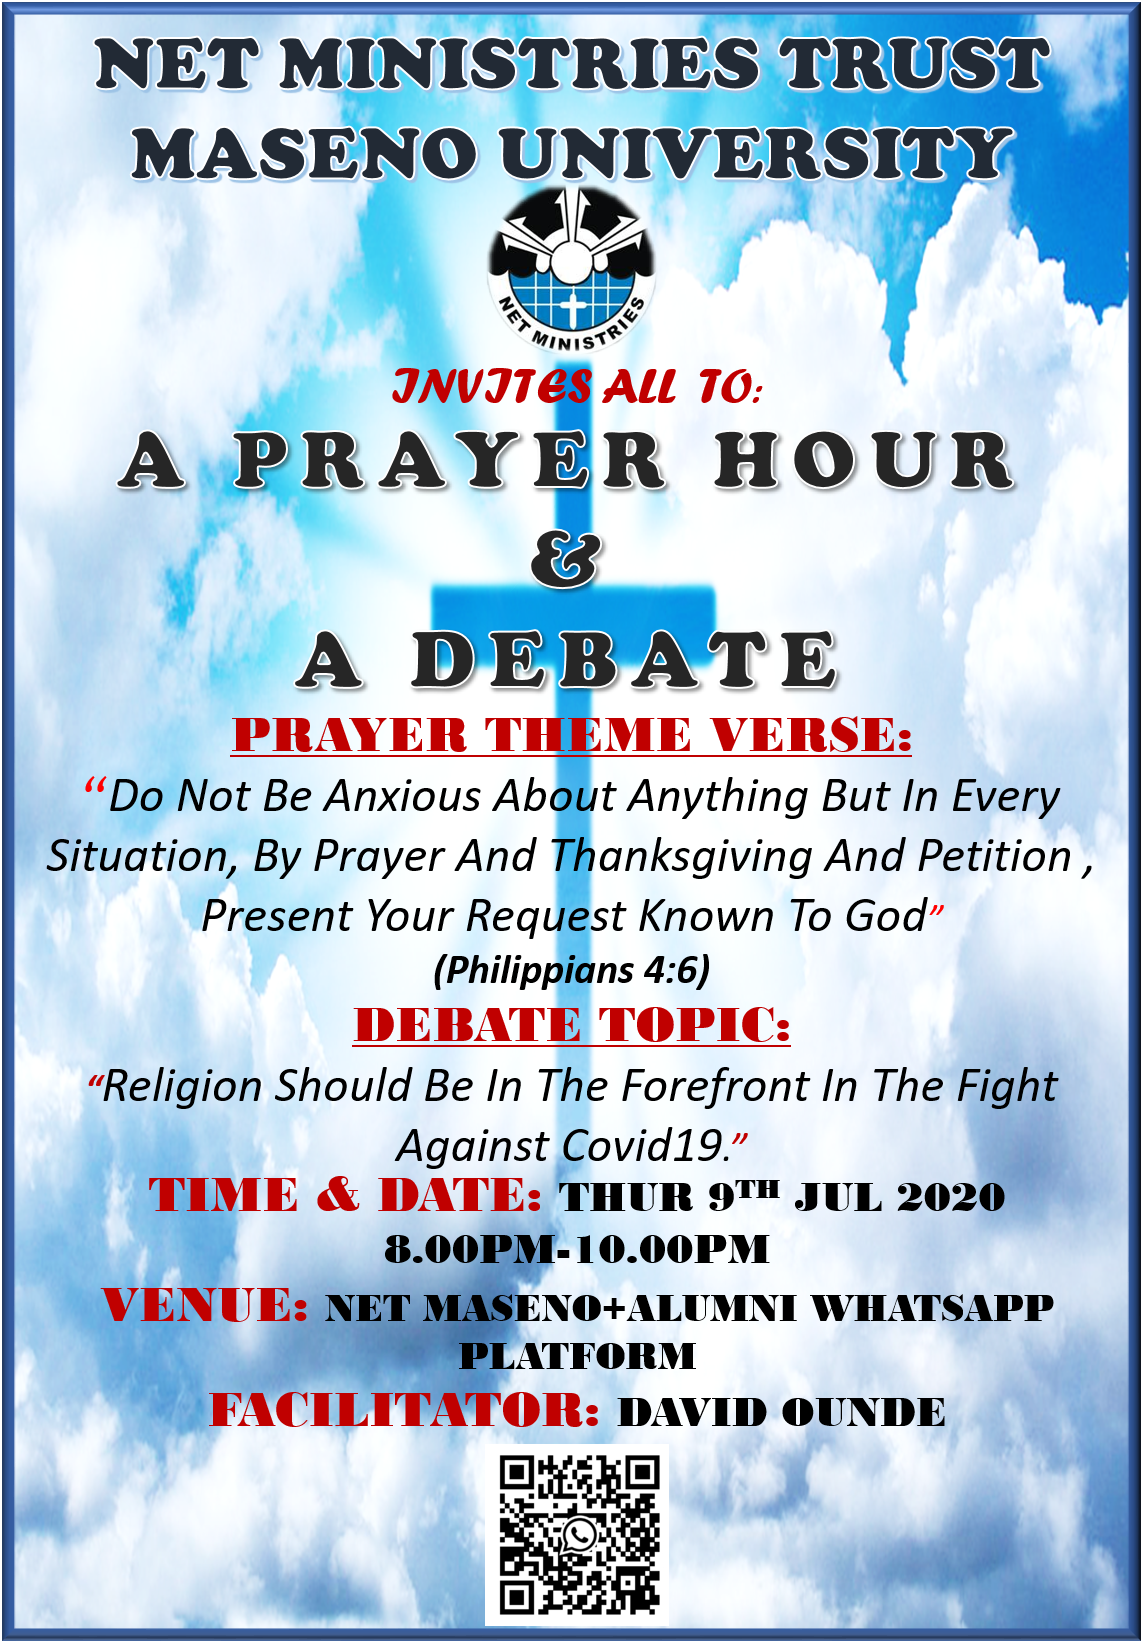 NET MINISTRIES TRUST
MASENO UNIVERSITY
NET MINISTRIES
INVITES ALL TO:
A PRAYER HOUR
&
A DEBATE
PRAYER THEME VERSE:
“Do Not Be Anxious About Anything But In Every
Situation, By Prayer And Thanksgiving And Petition ,
Present Your Request Known To God”
(Philippians 4:6)
DEBATE TOPIC:
“Religion Should Be In The Forefront In The Fight
Against Covid19.”
TIME & DATE: THUR 9TH JUL 2020
8.00PM-10.00PM
VENUE: NET MASENO+ALUMNI WHATSAPP
PLATFORM
FACILITATOR: DAVID OUNDE